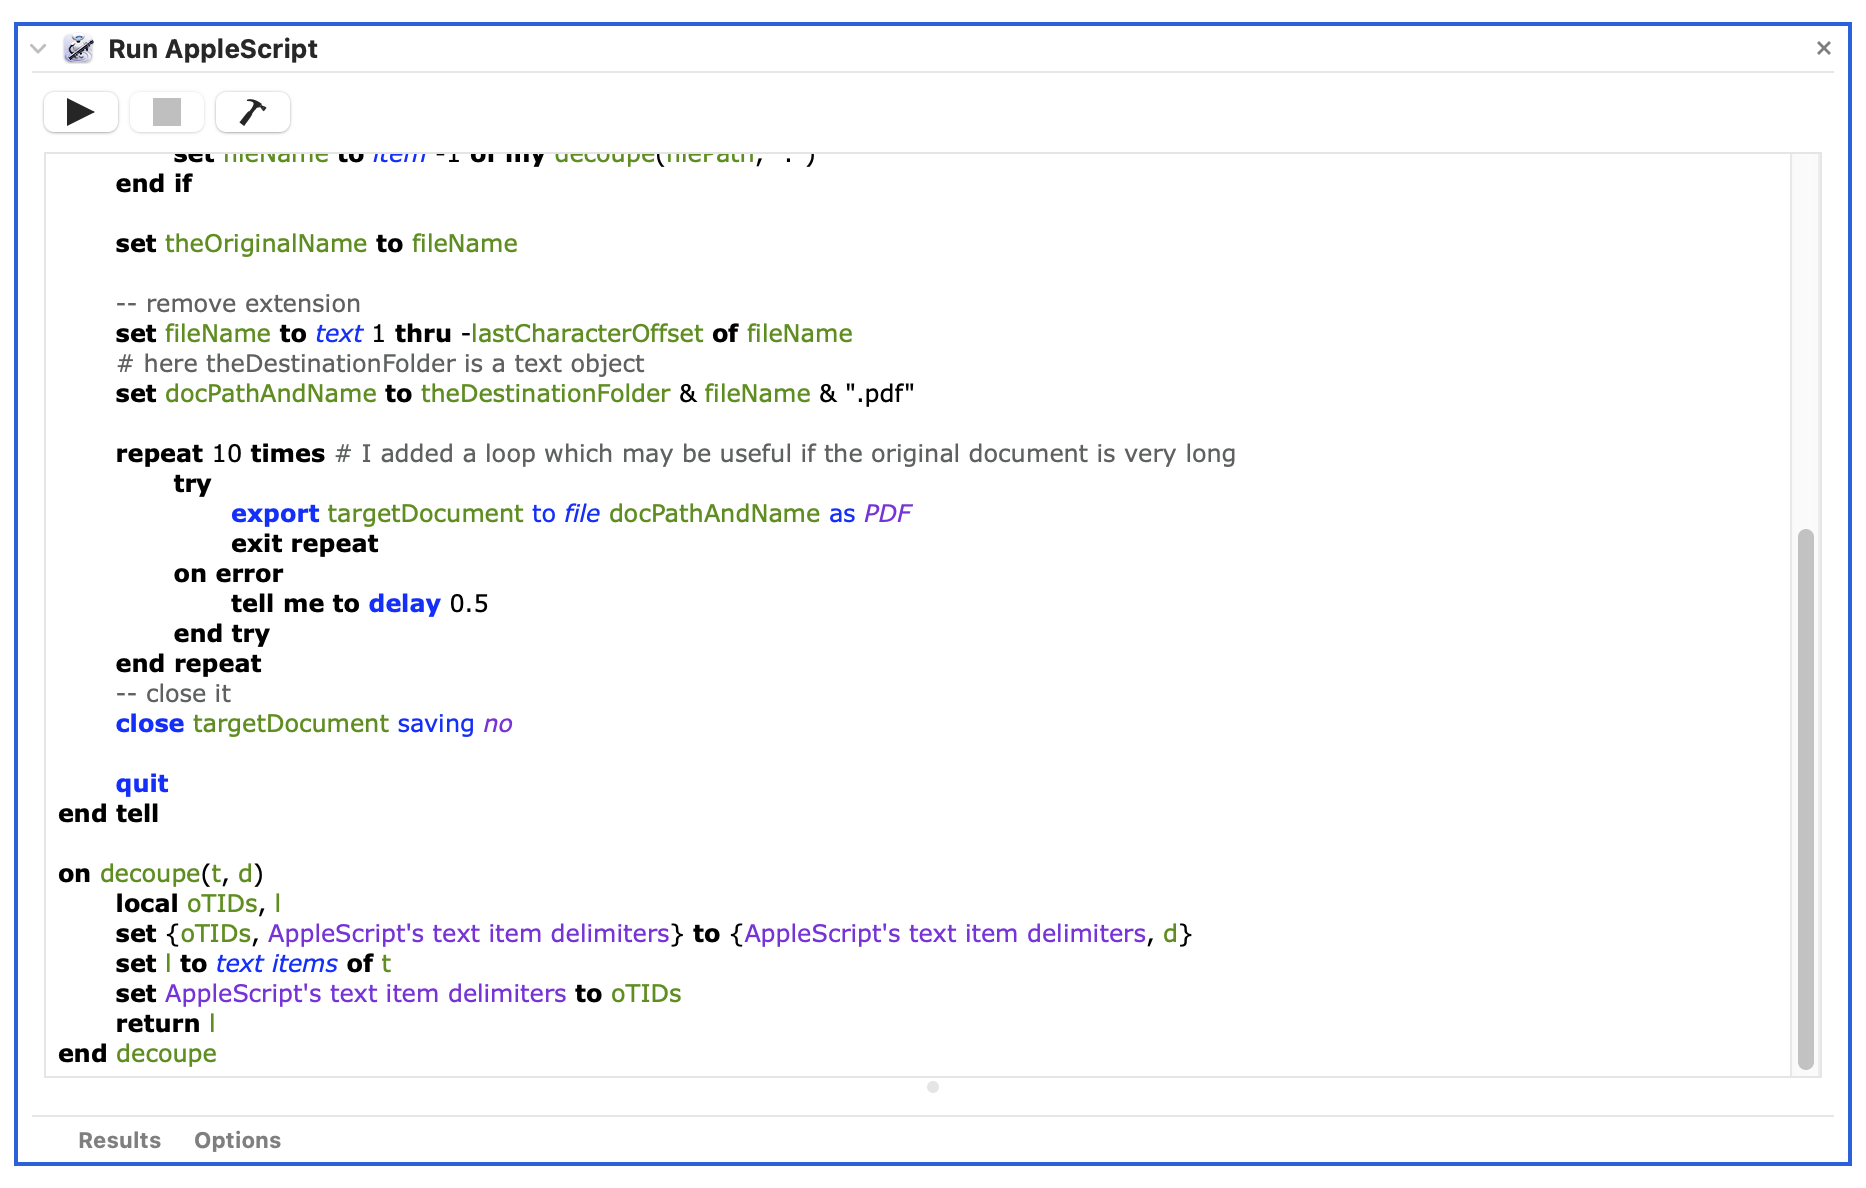 Run AppleScript
set fileName to item -1 of my decoupe(filePath, ":")
end if
set theOriginalName to fileName
-- remove extension
set fileName to text 1 thru -lastCharacterOffset of fileName
# here theDestinationFolder is a text object
set docPathAndName to theDestinationFolder & fileName & ".pdf"
repeat 10 times # I added a loop which may be useful if the original document is very long
try
export targetDocument to file docPathAndName as PDF
exit repeat
on error
tell me to delay 0.5
end try
end repeat
-- close it
close targetDocument saving no
quit
end tell
on decoupe(t, d)
local oTIDs, l
set {oTIDs, AppleScript's text item delimiters} to {AppleScript's text item delimiters, d}
set l to text items of t
set AppleScript's text item delimiters to oTIDs
return l
end decoupe
Results Options